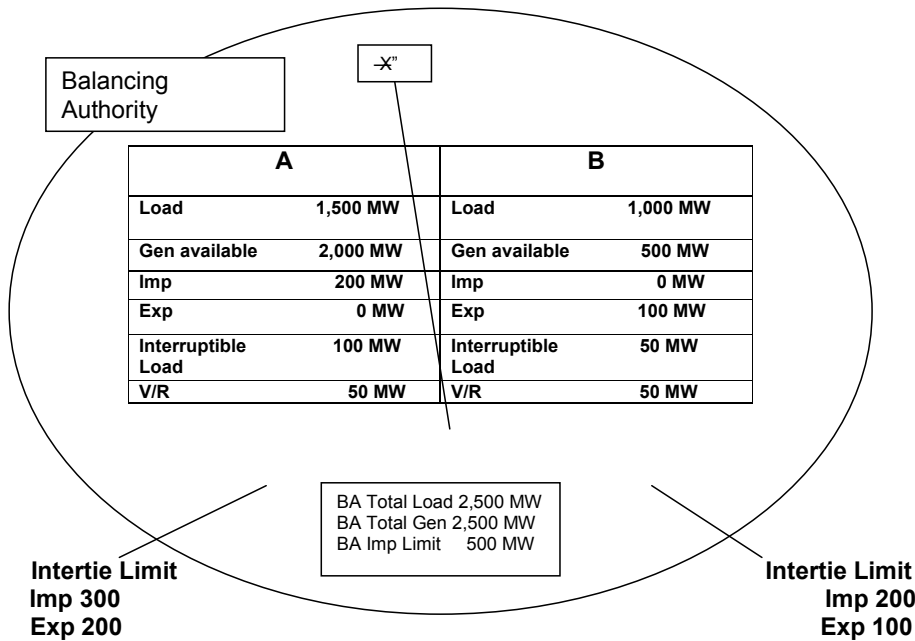 -X”
Balancing
Authority
A B
Load 1,500 MW Load 1,000 MW
Gen available 2,000 MW Gen available 500 MW
Imp 200 MW Imp 0 MW
Exp 0 MW Exp 100 MW
Interruptible 100 MW Interruptible 50 MW
Load Load
V/R 50 MW V/R 50 MW
BA Total Load 2,500 MW
BA Total Gen 2,500 MW
BA Imp Limit 500 MW
Intertie Limit
Imp 300
Exp 200
Intertie Limit
Imp 200
Exp 100